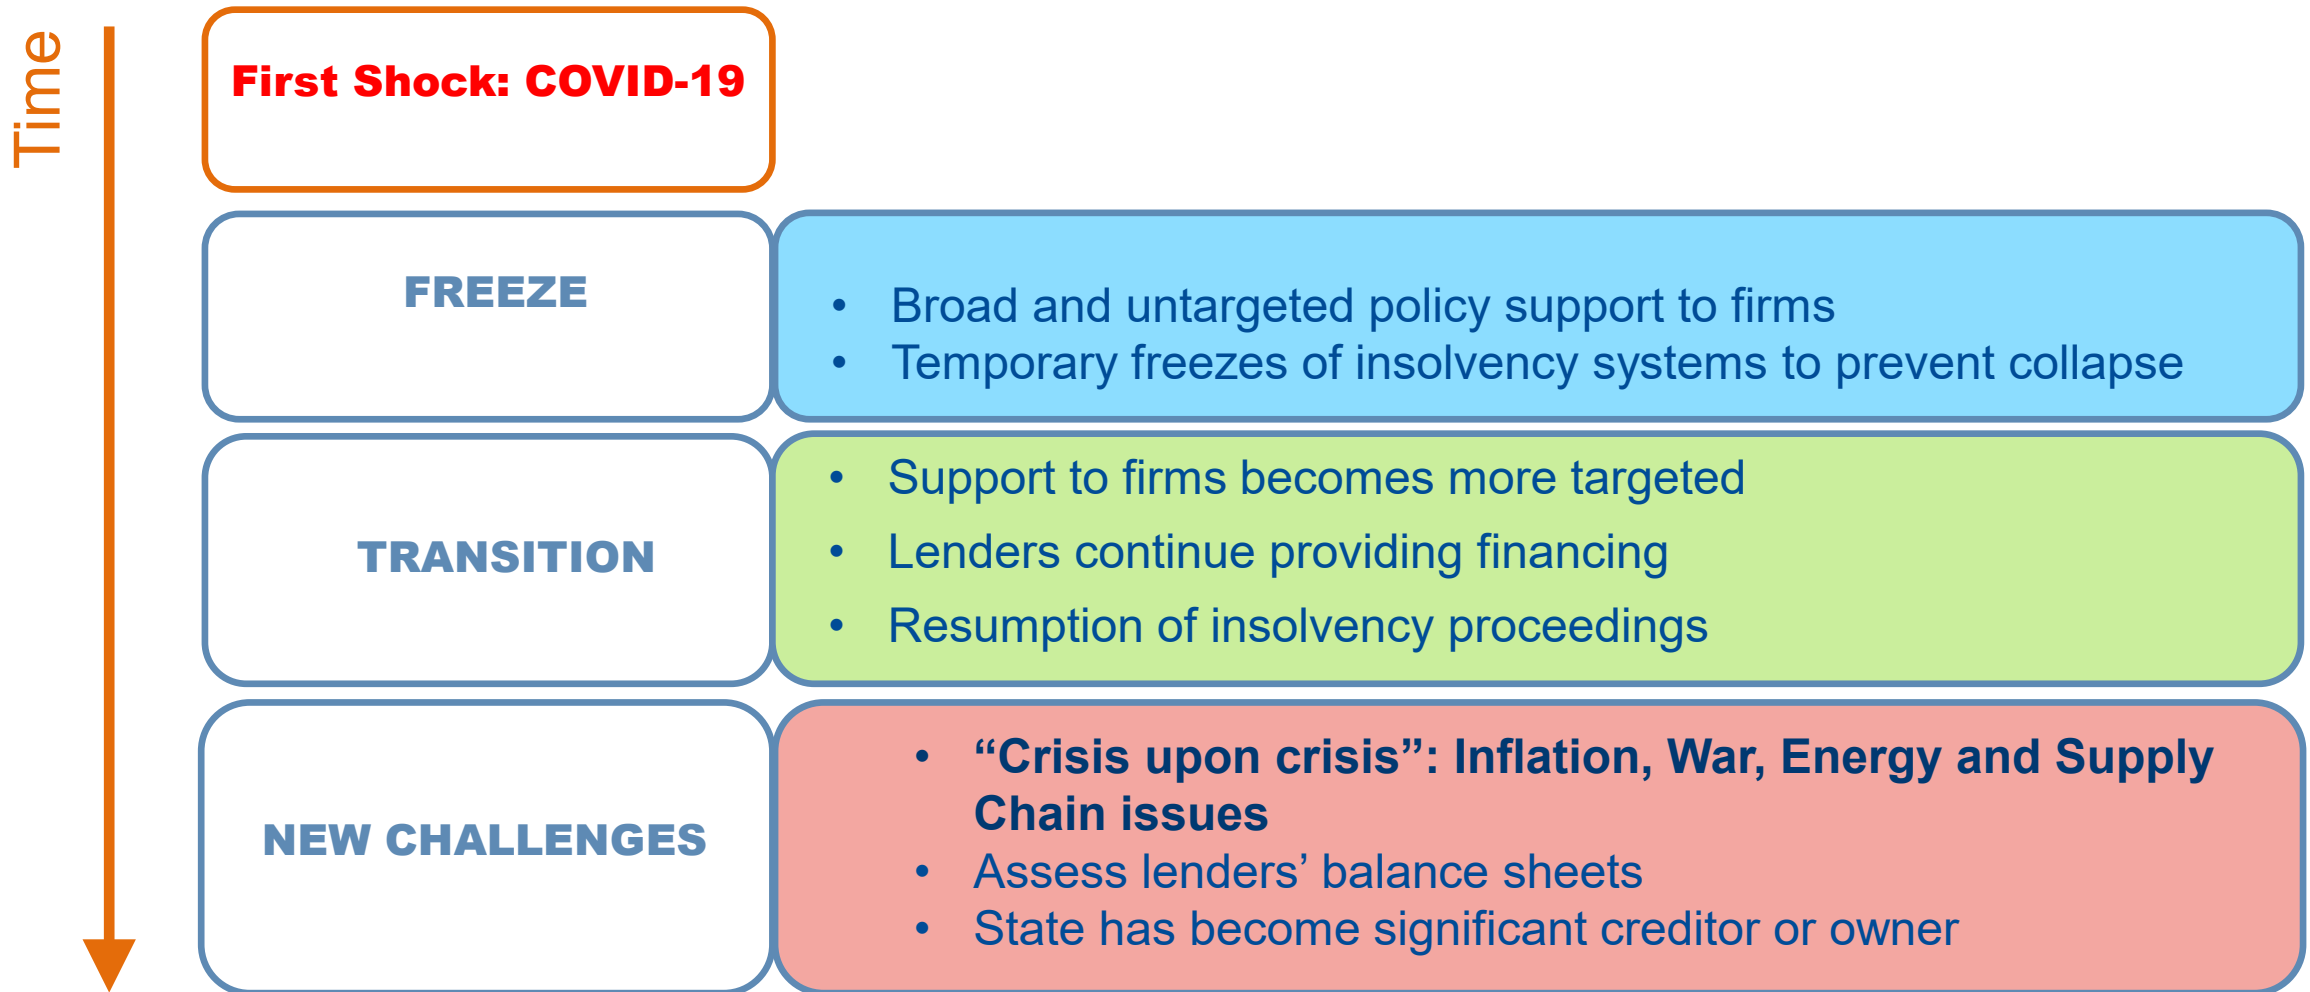 Time
First Shock: COVID-19
FREEZE
• Broad and untargeted policy support to firms
• Temporary freezes of insolvency systems to prevent collapse
TRANSITION
• Support to firms becomes more targeted
• Lenders continue providing financing
• Resumption of insolvency proceedings
NEW CHALLENGES
• “Crisis upon crisis”: Inflation, War, Energy and Supply
Chain issues
• Assess lenders’ balance sheets
• State has become significant creditor or owner